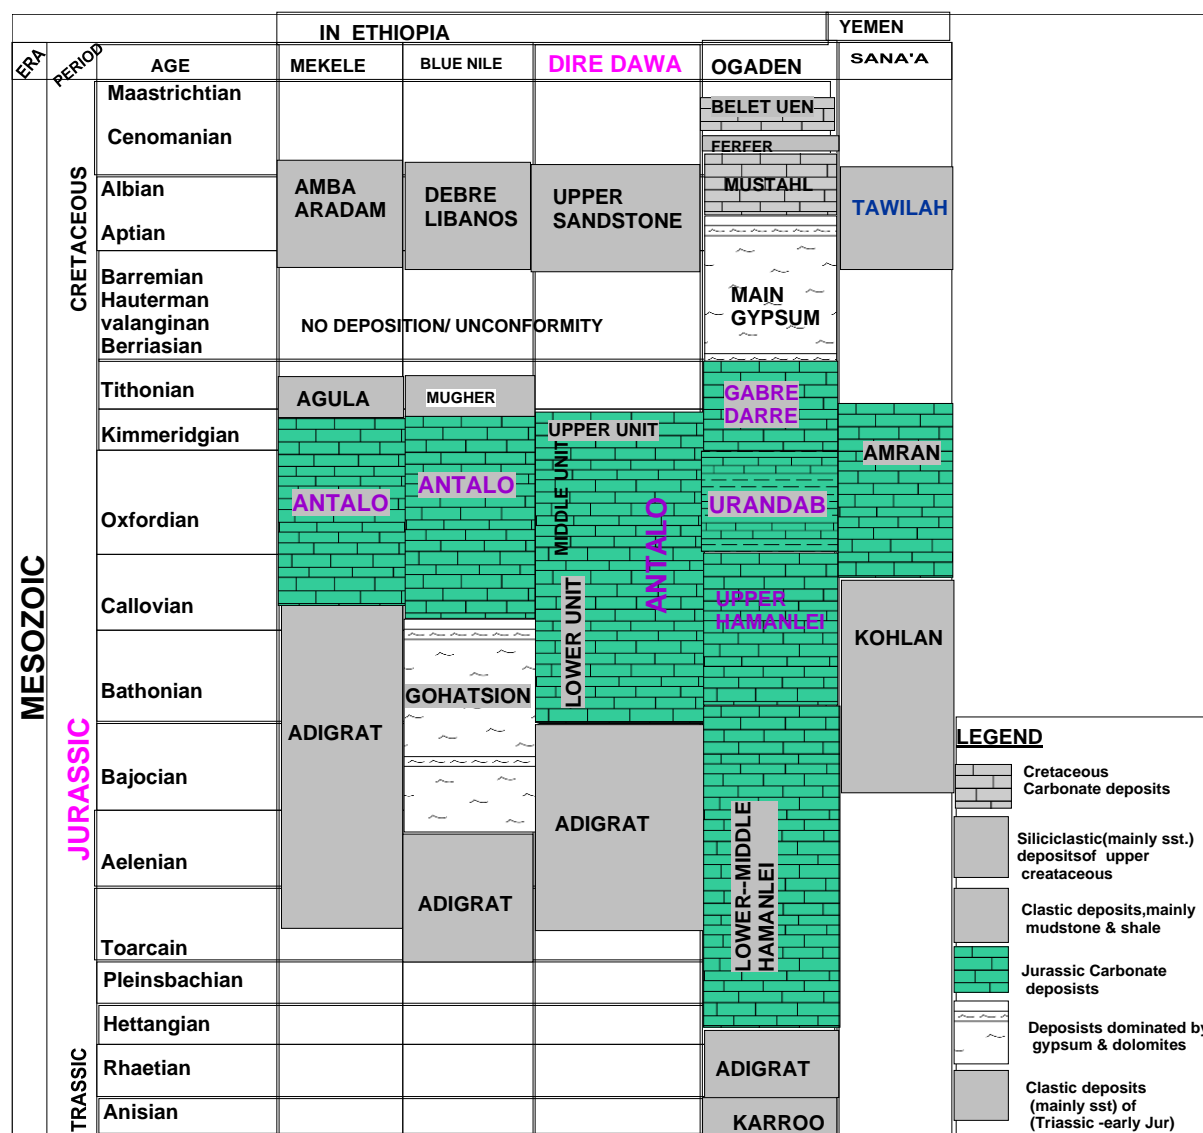 IN ETHIOPIA
YEMEN
ERA
PERIOD
AGE
MEKELE
BLUE NILE
DIRE DAWA
OGADEN
SANA'A
Maastrichtian
Cenomanian
Albian
Aptian
Barremian
Hauterman
valanginan
Berriasian
Tithonian
Kimmeridgian
Oxfordian
Callovian
Bathonian
Bajocian
Aelenian
Toarcain
Pleinsbachian
Hettangian
Rhaetian
Anisian
MESOZOIC
CRETACEOUS
JURASSIC
TRASSIC
AMBA
ARADAM
NO DEPOSITION/ UNCONFORMITY
AGULA
ANTALO
ADIGRAT
DEBRE
LIBANOS
MUGHER
ANTALO
GOHATSION
ADIGRAT
UPPER
SANDSTONE
UPPER UNIT
MIDDLE UNIT
LOWER UNIT
ANTALO
ADIGRAT
BELET UEN
FERFER
MUSTAHL
MAIN
GYPSUM
GABRE
DARRE
URANDAB
UPPER
HAMANLEI
LOWER--MIDDLE
HAMANLEI
ADIGRAT
KARROO
TAWILAH
AMRAN
KOHLAN
LEGEND
Cretaceous
Carbonate deposits
Siliciclastic(mainly sst.)
depositsof upper
creataceous
Clastic deposits,mainly
mudstone & shale
Jurassic Carbonate
deposists
Deposists dominated by
gypsum & dolomites
Clastic deposits
(mainly sst) of
(Triassic -early Jur)